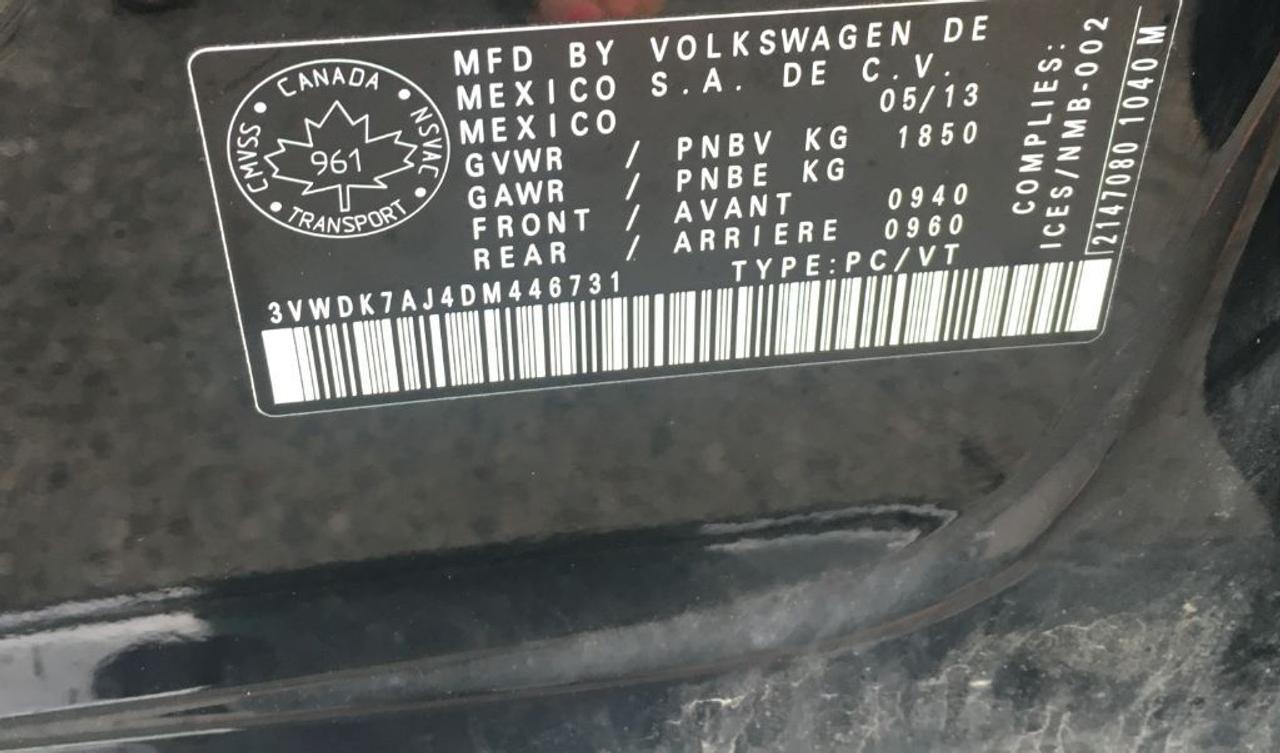 CANADA
CMVSS • • NSVAC
961
• TRANSPORT •
MFD BY VOLKSWAGEN DE
MEXICO S.A. DE C.V.
MEXICO 05/13
GVWR / PNBV KG 1850
GAWR / PNBE KG
FRONT / AVANT 0940
REAR / ARRIERE 0960
3VWDK7AJ4DM446731 TYPE:PC/VT
COMPLIES:
ICES/NMB-002
2147080 1040 M